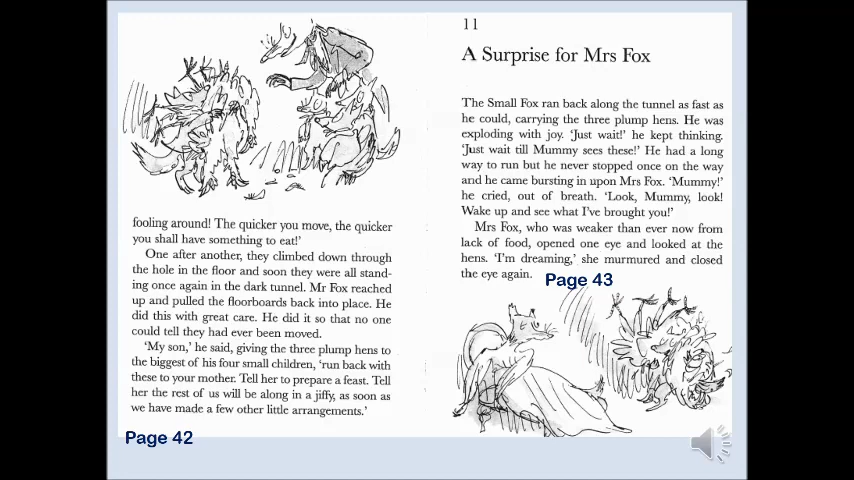 fooling around! The quicker you move, the quicker
you shall have something to eat!'
One after another, they climbed down through
the hole in the floor and soon they were all stand-
ing once again in the dark tunnel. Mr Fox reached
up and pulled the floorboards back into place. He
did this with great care. He did it so that no one
could tell they had ever been moved.
'My son,' he said, giving the three plump hens to
the biggest of his four small children, 'run back with
these to your mother. Tell her to prepare a feast. Tell
her the rest of us will be along in a jiffy, as soon as
we have made a few other little arrangements.'
Page 42
11
A Surprise for Mrs Fox
The Small Fox ran back along the tunnel as fast as
he could, carrying the three plump hens. He was
exploding with joy. 'Just wait!' he kept thinking.
'Just wait till Mummy sees these!' He had a long
way to run but he never stopped once on the way
and he came bursting in upon Mrs Fox. 'Mummy!'
he cried, out of breath. 'Look, Mummy, look!
Wake up and see what I've brought you!'
Mrs Fox, who was weaker than ever now from
lack of food, opened one eye and looked at the
hens. 'I'm dreaming,' she murmured and closed
the eye again.
Page 43